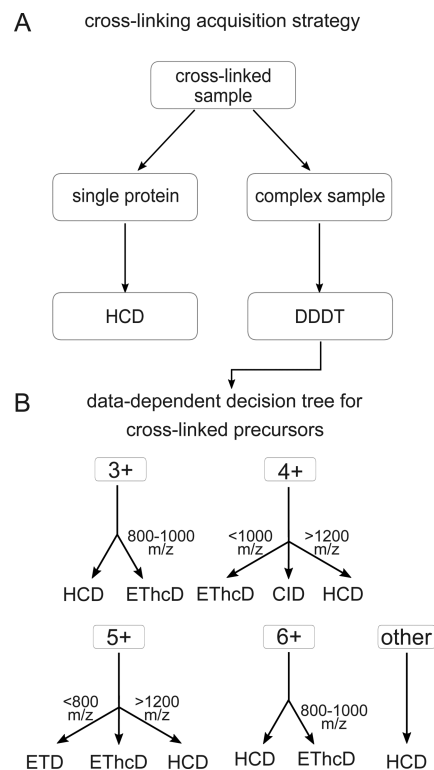 A
cross-linking acquisition strategy
cross-linked
sample
single protein
complex sample
HCD
DDDT
B
data-dependent decision tree for
cross-linked precursors
3+
800-1000
m/z
HCD
EThcD
4+
<1000
m/z
>1200
m/z
EThcD
CID
HCD
5+
<800
m/z
>1200
m/z
ETD
EThcD
HCD
6+
800-1000
m/z
HCD
EThcD
other
HCD